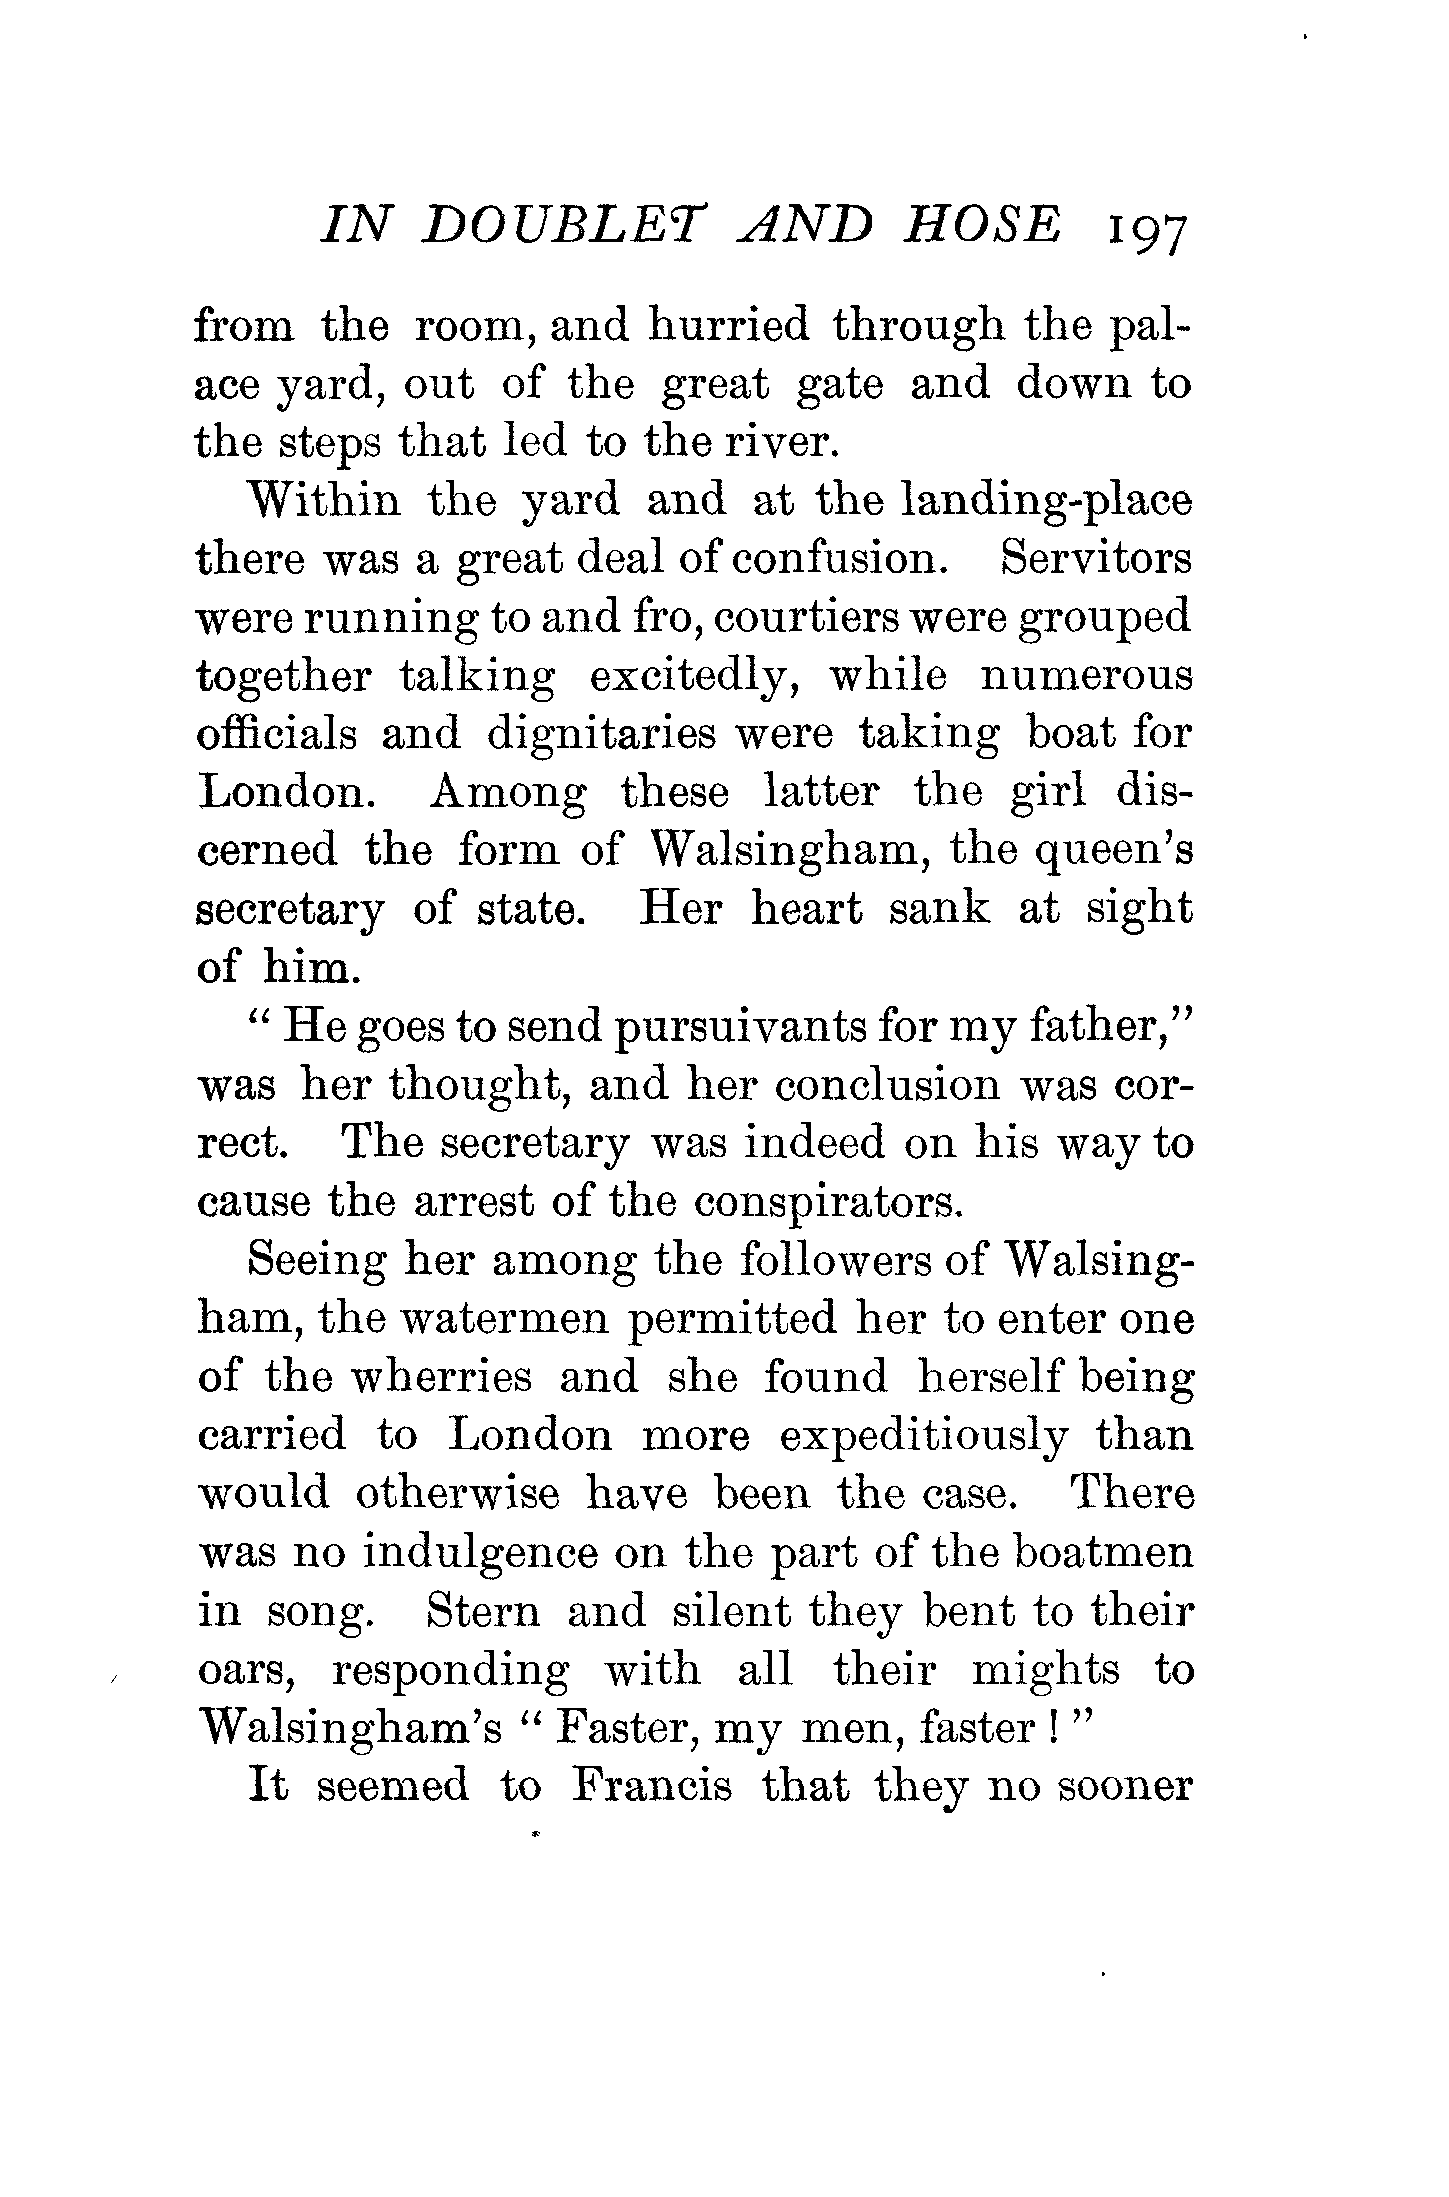 IN DOUBLET AND HOSE 197
from the room, and hurried through the pal-
ace yard, out of the great gate and down to
the steps that led to the river.
Within the yard and at the landing-place
there was a great deal of confusion. Servitors
were running to and fro, courtiers were grouped
together talking excitedly, while numerous
officials and dignitaries were taking boat for
London. Among these latter the girl dis-
cerned the form of Walsingham, the queen's
secretary of state. Her heart sank at sight
of him.
“ He goes to send pursuivants for my father,”
was her thought, and her conclusion was cor-
rect. The secretary was indeed on his way to
cause the arrest of the conspirators.
Seeing her among the followers of Walsing-
ham, the watermen permitted her to enter one
of the wherries and she found herself being
carried to London more expeditiously than
would otherwise have been the case. There
was no indulgence on the part of the boatmen
in song. Stern and silent they bent to their
oars, responding with all their mights to
Walsingham's “ Faster, my men, faster ! ”
It seemed to Francis that they no sooner